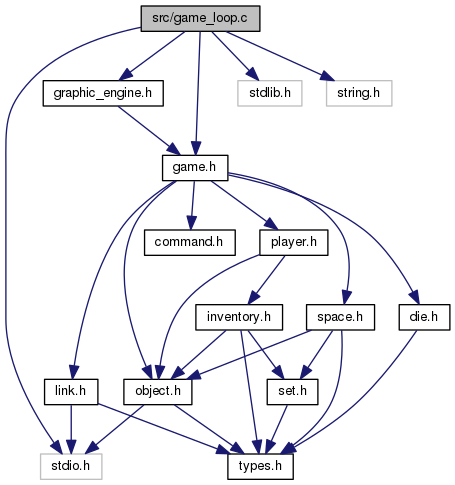 src/game_loop.c
graphic_engine.h
stdlib.h
string.h
game.h
command.h
player.h
inventory.h
space.h
die.h
link.h
object.h
set.h
stdio.h
types.h